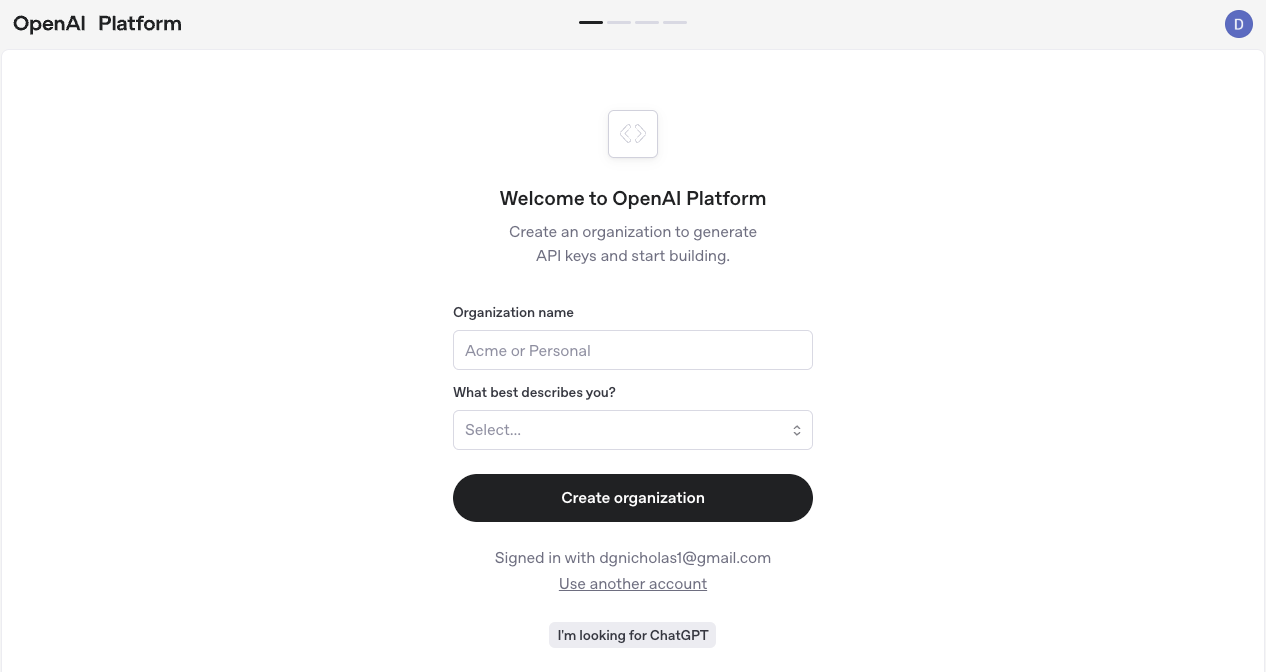 OpenAI Platform
D
Welcome to OpenAI Platform
Create an organization to generate
API keys and start building.
Organization name
Acme or Personal
What best describes you?
Select...
Create organization
Signed in with dgnicholas1@gmail.com
Use another account
I'm looking for ChatGPT